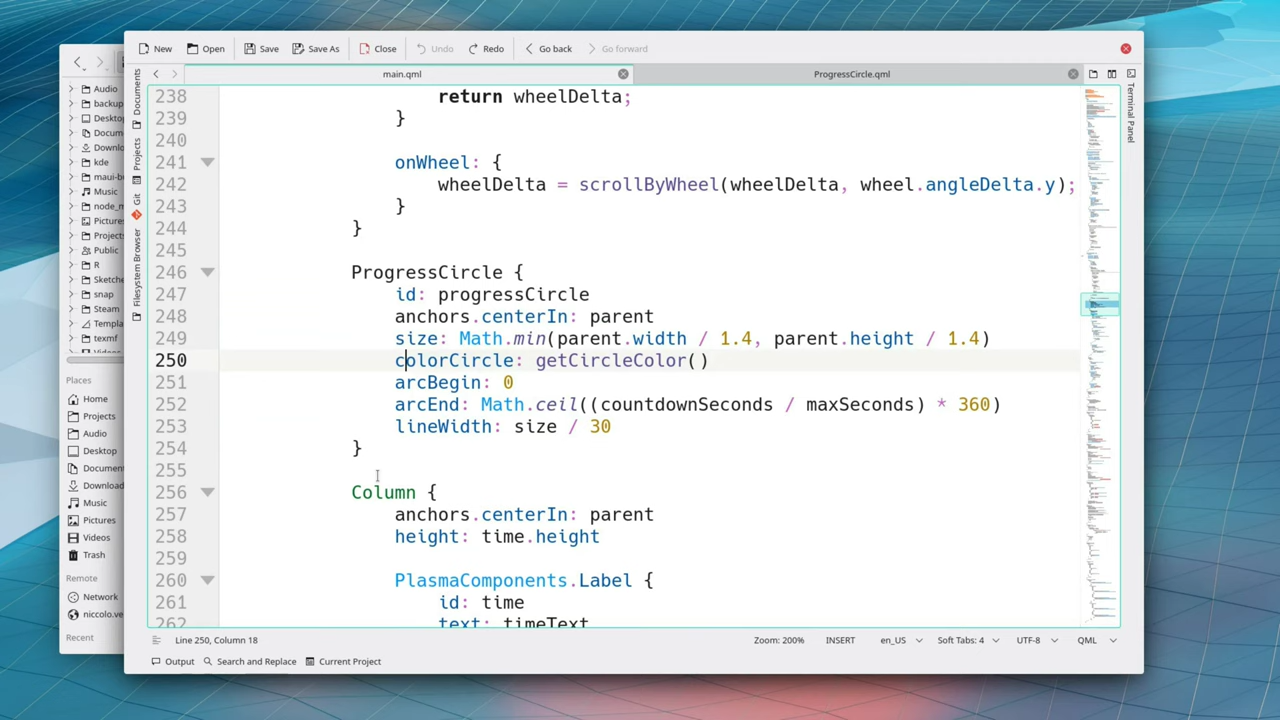 New
Open
Save
Save As
Close
Undo
Redo
Go back
Go forward
main.qml
ProgressCircle.qml
Audio
backup
Desktop
Docum
Downlo
kde
maui-b
Music
node_m
Picture
Project
Public
R
Sketch
snap
Steam
Templa
texmf
Places
Home
Projects
Audio
Desktop
Document
Download
Music
Pictures
Videos
Trash
Remote
Network
niccolo.ve
Recent
Documents
Projects
Git
Filesystem Browser
238 return wheelDelta;
239
240
241 onWheel: {
242 wheelDelta = scrollByWheel(wheelDelta, wheel.angleDelta.y);
243
244 }
245
246 ProgressCircle {
247 id: progressCircle
248 anchors.centerIn: parent
249 size: Math.min(parent.width / 1.4, parent.height / 1.4)
250 colorCircle: getCircleColor()
251 arcBegin: 0
252 arcEnd: Math.ceil((countdownSeconds / maxSeconds) * 360)
253 lineWidth: size / 30
254 }
255
256 Column {
257 anchors.centerIn: parent
258 height: time.height
259
260 PlasmaComponents.Label {
261 id: time
262 text: timeText
Terminal Panel
Line 250, Column 18
Zoom: 200%
INSERT
en_US
Soft Tabs: 4
UTF-8
QML
Output
Search and Replace
Current Project